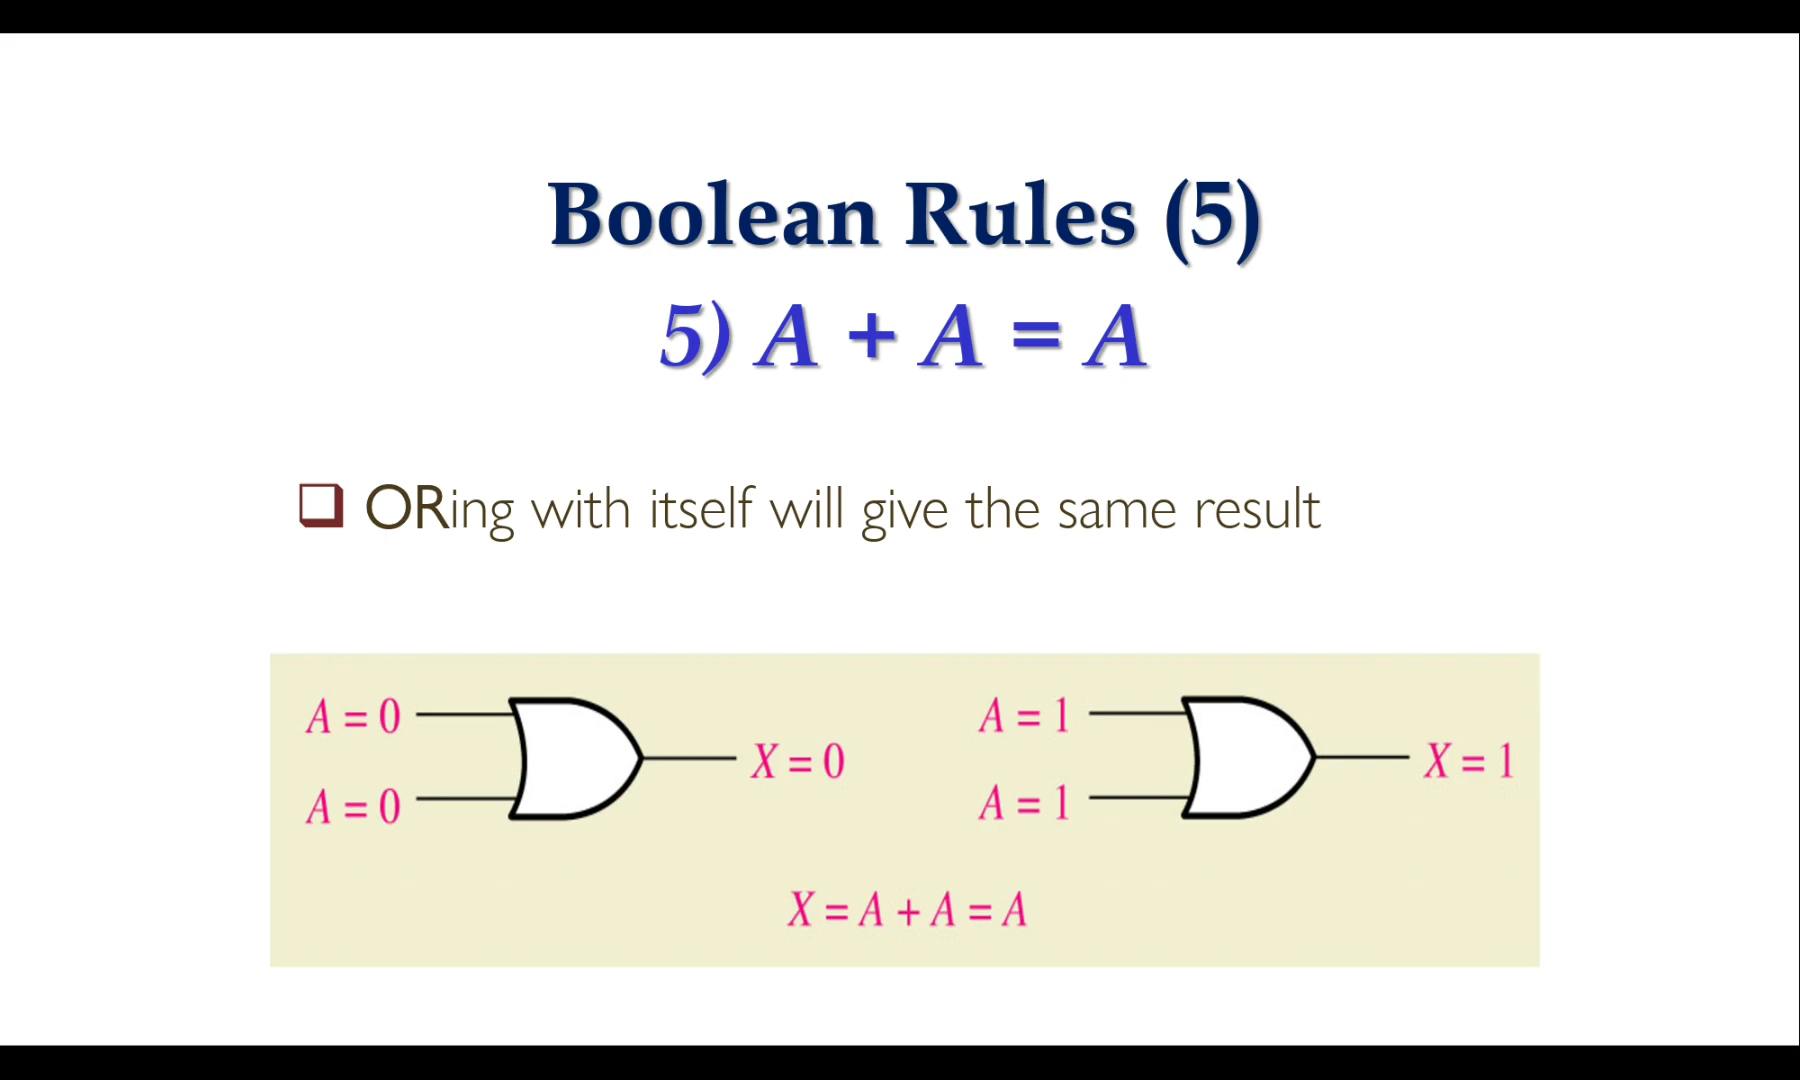 Boolean Rules (5)
5) A + A = A
ORing with itself will give the same result
A = 0
A = 0
X = 0
A = 1
A = 1
X = 1
X = A + A = A